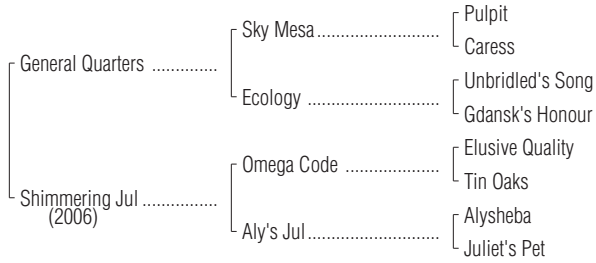 Pulpit
Sky Mesa..........................
Caress
General Quarters ..............
Unbridled's Song
Ecology ............................
Gdansk's Honour
Elusive Quality
Omega Code ....................
Tin Oaks
Shimmering Jul ................
(2006)
Alysheba
Aly's Jul............................
Juliet's Pet